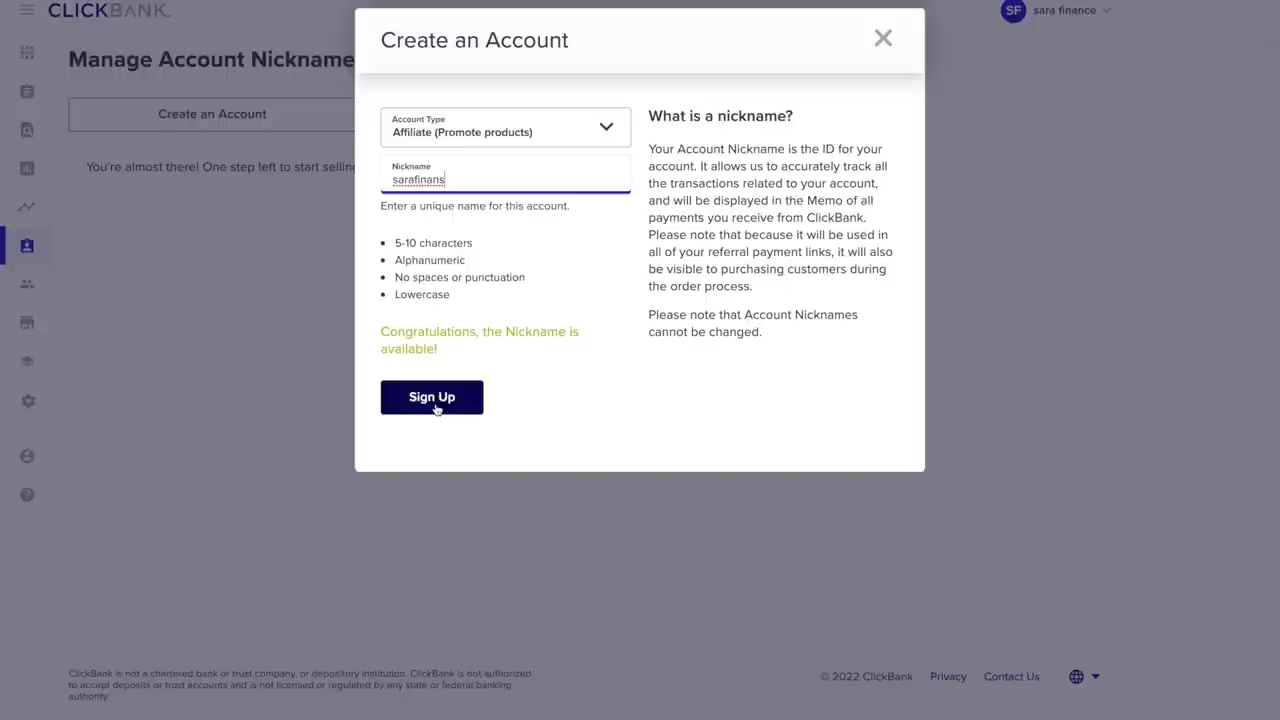 CLICKBANK
SF sara finance
Manage Account Nickname
Create an Account
You're almost there! One step left to start selling
Create an Account
Account Type
Affiliate (Promote products)
Nickname
sarafinans
Enter a unique name for this account.
• 5-10 characters
• Alphanumeric
• No spaces or punctuation
• Lowercase
Congratulations, the Nickname is
available!
Sign Up
What is a nickname?
Your Account Nickname is the ID for your
account. It allows us to accurately track all
the transactions related to your account,
and will be displayed in the Memo of all
payments you receive from ClickBank.
Please note that because it will be used in
all of your referral payment links, it will also
be visible to purchasing customers during
the order process.
Please note that Account Nicknames
cannot be changed.
ClickBank is not a chartered bank or trust company, or depository institution. ClickBank is not authorized
to accept deposits or trust accounts and is not licensed or regulated by any state or federal banking
authority.
© 2022 ClickBank Privacy Contact Us